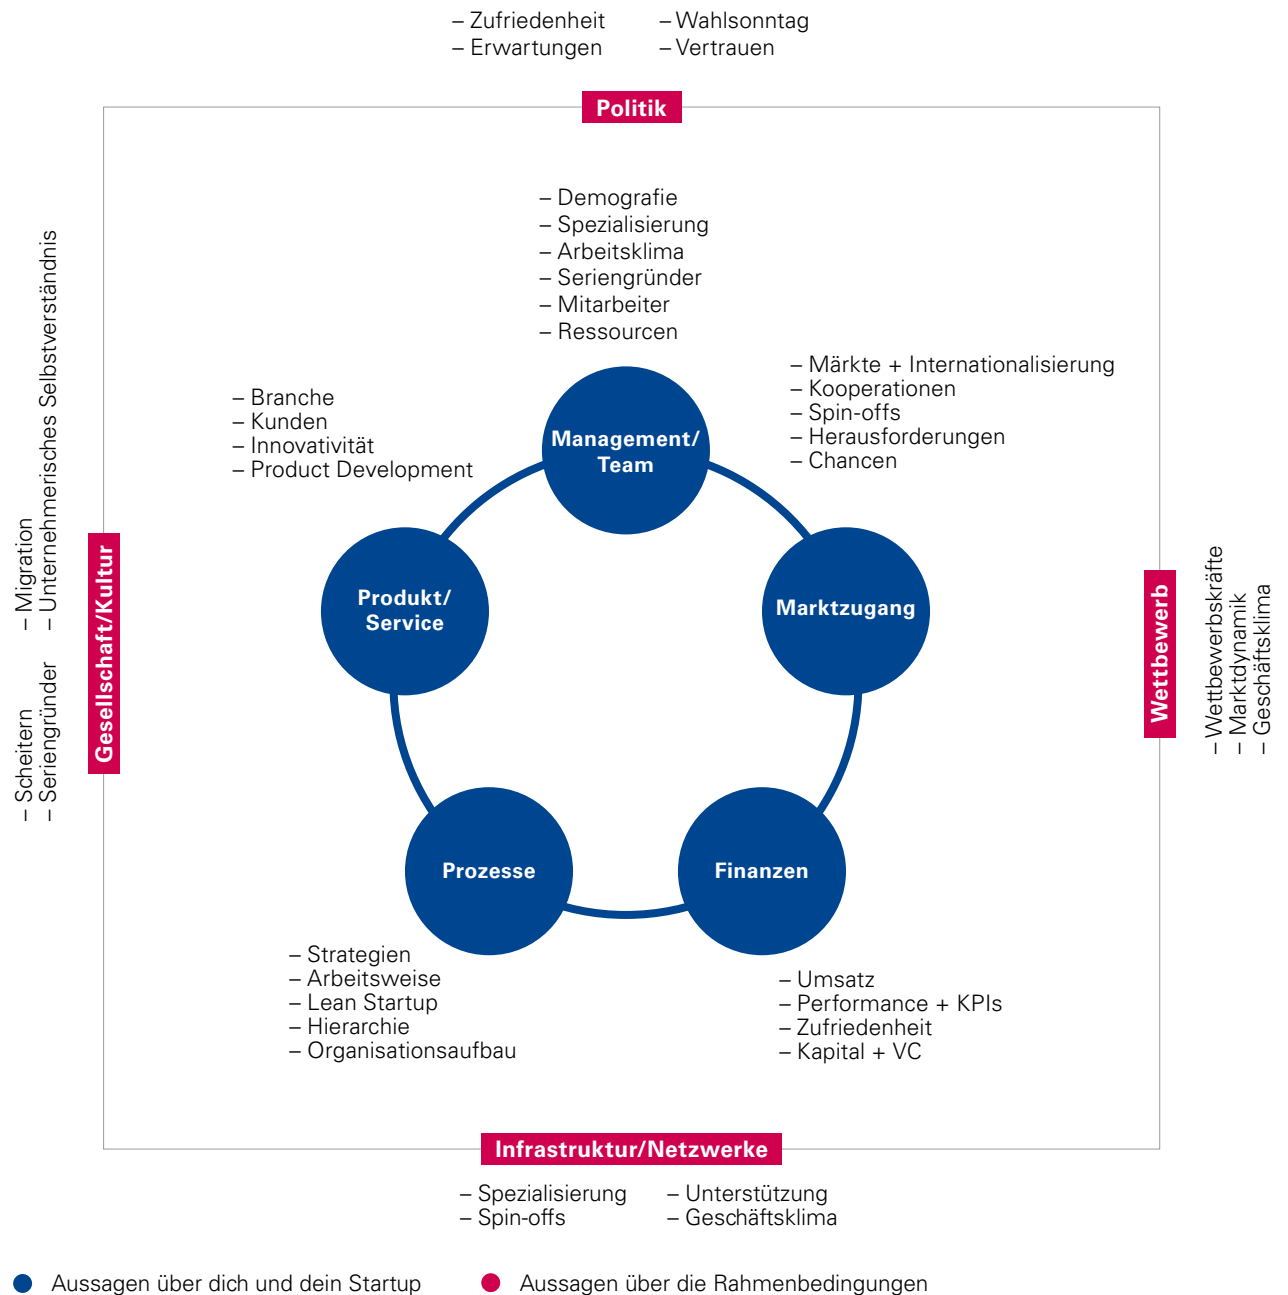 – Zufriedenheit – Wahlsonntag
– Erwartungen – Vertrauen
Politik
– Demografie
– Spezialisierung
– Arbeitsklima
– Seriengründer
– Mitarbeiter
– Ressourcen
– Märkte + Internationalisierung
– Kooperationen
– Spin-offs
– Herausforderungen
– Chancen
– Branche
– Kunden
– Innovativität
– Product Development
Management/
Team
Produkt/
Service
Marktzugang
Prozesse
Finanzen
– Strategien
– Arbeitsweise
– Lean Startup
– Hierarchie
– Organisationsaufbau
– Umsatz
– Performance + KPIs
– Zufriedenheit
– Kapital + VC
Gesellschaft/Kultur
– Scheitern – Migration
– Seriengründer – Unternehmerisches Selbstverständnis
Wettbewerb
– Wettbewerbskräfte
– Marktdynamik
– Geschäftsklima
Infrastruktur/Netzwerke
– Spezialisierung – Unterstützung
– Spin-offs – Geschäftsklima
Aussagen über dich und dein Startup Aussagen über die Rahmenbedingungen